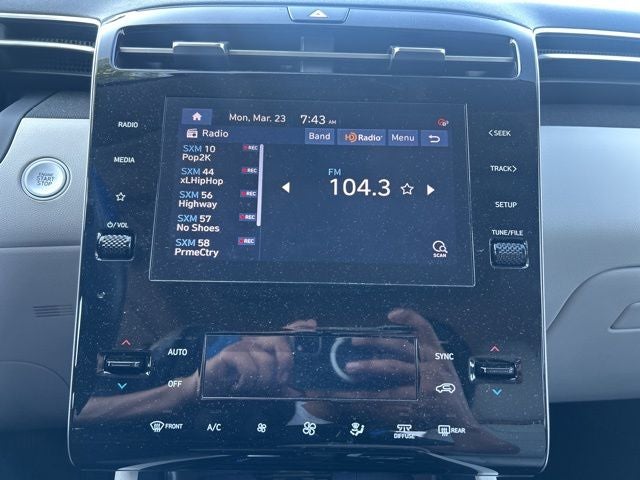 Mon, Mar. 23 7:43 AM
Radio Band HD Radio Menu
SXM 10 REC
Pop2K
SXM 44 REC
xLHipHop
SXM 56 REC
Highway
SXM 57 REC
No Shoes
SXM 58 REC
PrmeCtry
FM
104.3
SCAN
RADIO
MEDIA
ENGINE
START
STOP
/VOL
<SEEK
TRACK>
SETUP
TUNE/FILE
AUTO
OFF
SYNC
FRONT A/C DIFFUSE REAR